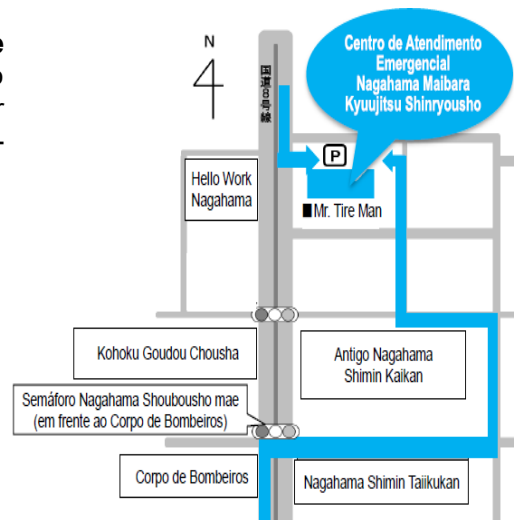 e
o
r
-
N
国道8号線
Centro de Atendimento
Emergencial
Nagahama Maibara
Kyuujitsu Shinryousho
P
Hello Work
Nagahama
■Mr. Tire Man
Kohoku Goudou Chousha
Antigo Nagahama
Shimin Kaikan
Semáforo Nagahama Shoubousho mae
(em frente ao Corpo de Bombeiros)
Corpo de Bombeiros
Nagahama Shimin Taiikukan